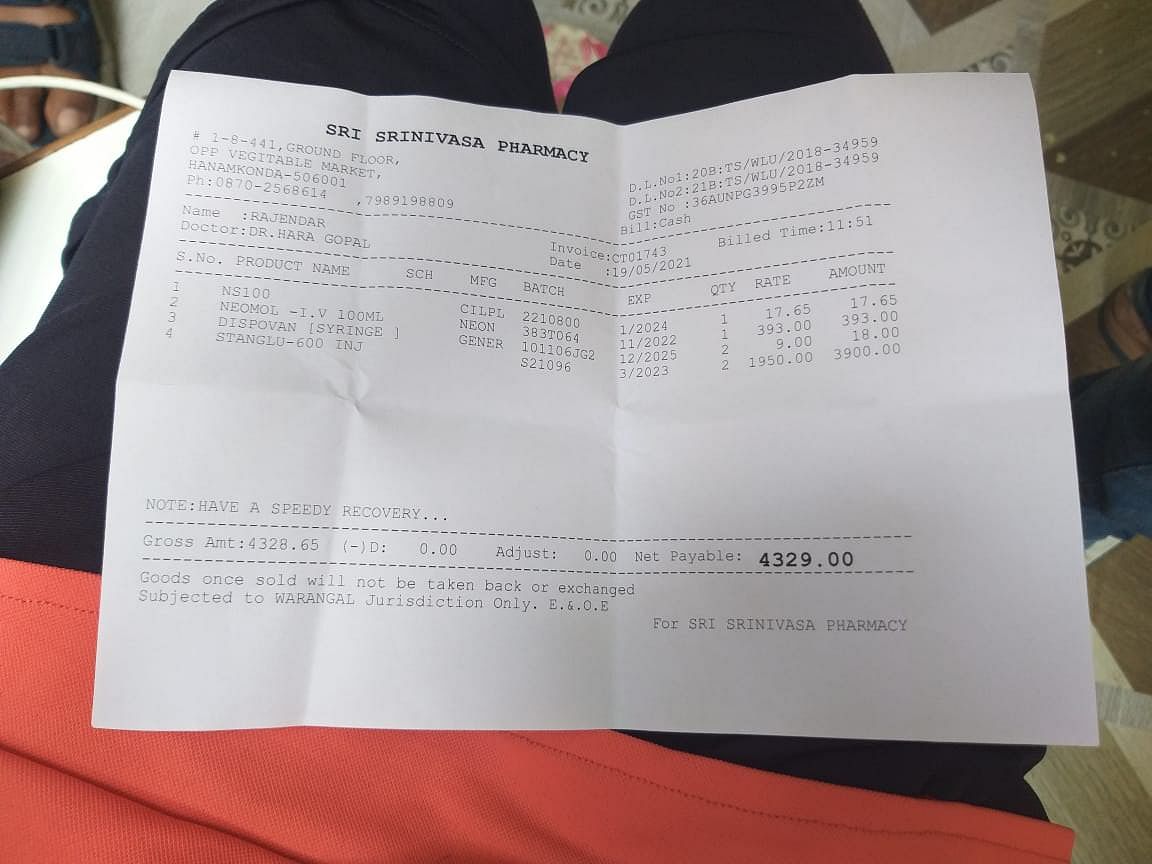 SRI SRINIVASA PHARMACY
# 1-8-441,GROUND FLOOR,
OPP VEGITABLE MARKET,
HANAMKONDA-506001
Ph:0870-2568614 ,7989198809
D.L.No1:20B:TS/WLU/2018-34959
D.L.No2:21B:TS/WLU/2018-34959
GST No :36AUNPG3995P2ZM
Bill:Cash
Name :RAJENDAR
Doctor:DR.HARA GOPAL
Invoice:CT01743 Billed Time:11:51
Date :19/05/2021
S.No. PRODUCT NAME SCH MFG BATCH EXP QTY RATE AMOUNT
1 NS100 CILPL 2210800 1/2024 1 17.65 17.65
2 NEOMOL -I.V 100ML NEON 383T064 11/2022 1 393.00 393.00
3 DISPOVAN [SYRINGE ] GENER 101106JG2 12/2025 2 9.00 18.00
4 STANGLU-600 INJ S21096 3/2023 2 1950.00 3900.00
NOTE:HAVE A SPEEDY RECOVERY...
Gross Amt:4328.65 (-)D: 0.00 Adjust: 0.00 Net Payable: 4329.00
Goods once sold will not be taken back or exchanged
Subjected to WARANGAL Jurisdiction Only. E.&.O.E
For SRI SRINIVASA PHARMACY